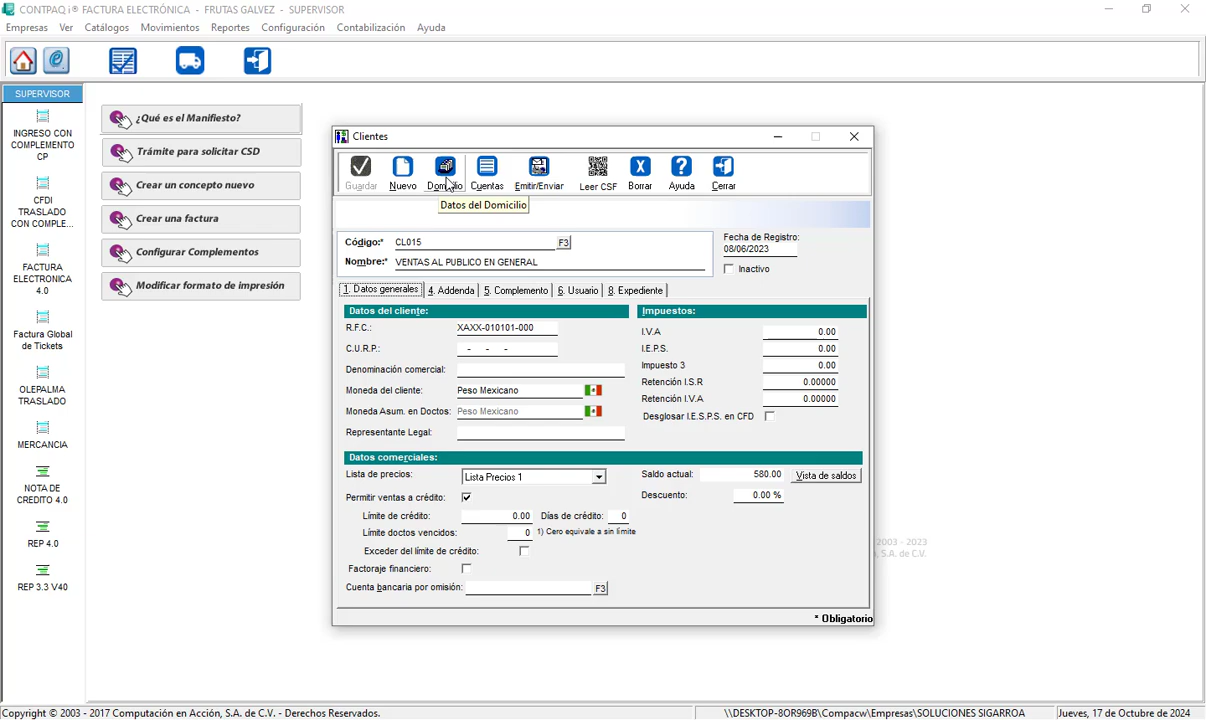 CONTPAQ i® FACTURA ELECTRÓNICA - FRUTAS GALVEZ - SUPERVISOR
Empresas Ver Catálogos Movimientos Reportes Configuración Contabilización Ayuda
SUPERVISOR
INGRESO CON
COMPLEMENTO
CP
CFDI
TRASLADO
CON COMPLE...
FACTURA
ELECTRONICA
4.0
Factura Global
de Tickets
OLEPALMA
TRASLADO
MERCANCIA
NOTA DE
CREDITO 4.0
REP 4.0
REP 3.3 V40
¿Qué es el Manifiesto?
Trámite para solicitar CSD
Crear un concepto nuevo
Crear una factura
Configurar Complementos
Modificar formato de impresión
Clientes
Guardar Nuevo Domicilio Cuentas Emitir/Enviar Leer CSF Borrar Ayuda Cerrar
Datos del Domicilio
Código:* CL015 F3
Nombre:* VENTAS AL PUBLICO EN GENERAL
Fecha de Registro:
08/06/2023
Inactivo
1. Datos generales 4. Addenda 5. Complemento 6. Usuario 8. Expediente
Datos del cliente:
R.F.C.: XAXX-010101-000
C.U.R.P.: - - -
Denominación comercial:
Moneda del cliente: Peso Mexicano
Moneda Asum. en Doctos: Peso Mexicano
Representante Legal:
Impuestos:
I.V.A 0.00
I.E.P.S. 0.00
Impuesto 3 0.00
Retención I.S.R 0.00000
Retención I.V.A 0.00000
Desglosar I.E.S.P.S. en CFD
Datos comerciales:
Lista de precios: Lista Precios 1
Saldo actual: 580.00 Vista de saldos
Permitir ventas a crédito:
Descuento: 0.00 %
Límite de crédito: 0.00 Días de crédito: 0
Límite doctos vencidos: 0 1) Cero equivale a sin límite
Exceder del límite de crédito:
Factoraje financiero:
Cuenta bancaria por omisión: F3
* Obligatorio
2003 - 2023
, S.A. de C.V.
Copyright © 2003 - 2017 Computación en Acción, S.A. de C.V. - Derechos Reservados.
\\DESKTOP-8OR969B\Compacw\Empresas\SOLUCIONES SIGARROA
Jueves, 17 de Octubre de 2024